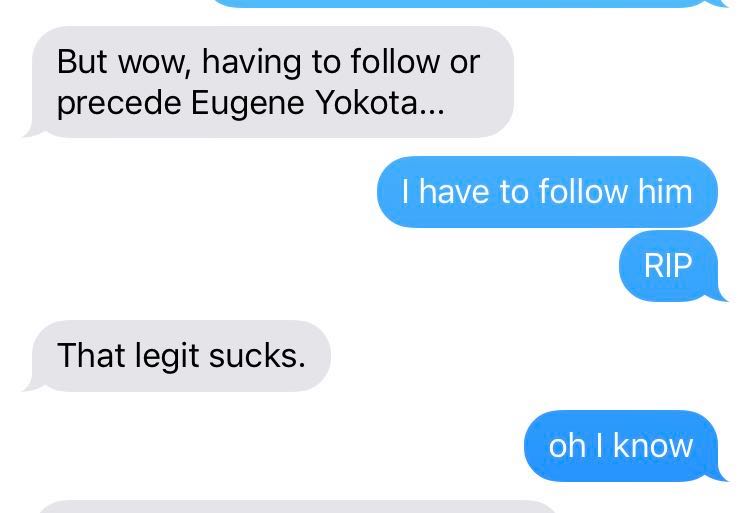 But wow, having to follow or
precede Eugene Yokota...
I have to follow him
RIP
That legit sucks.
oh I know